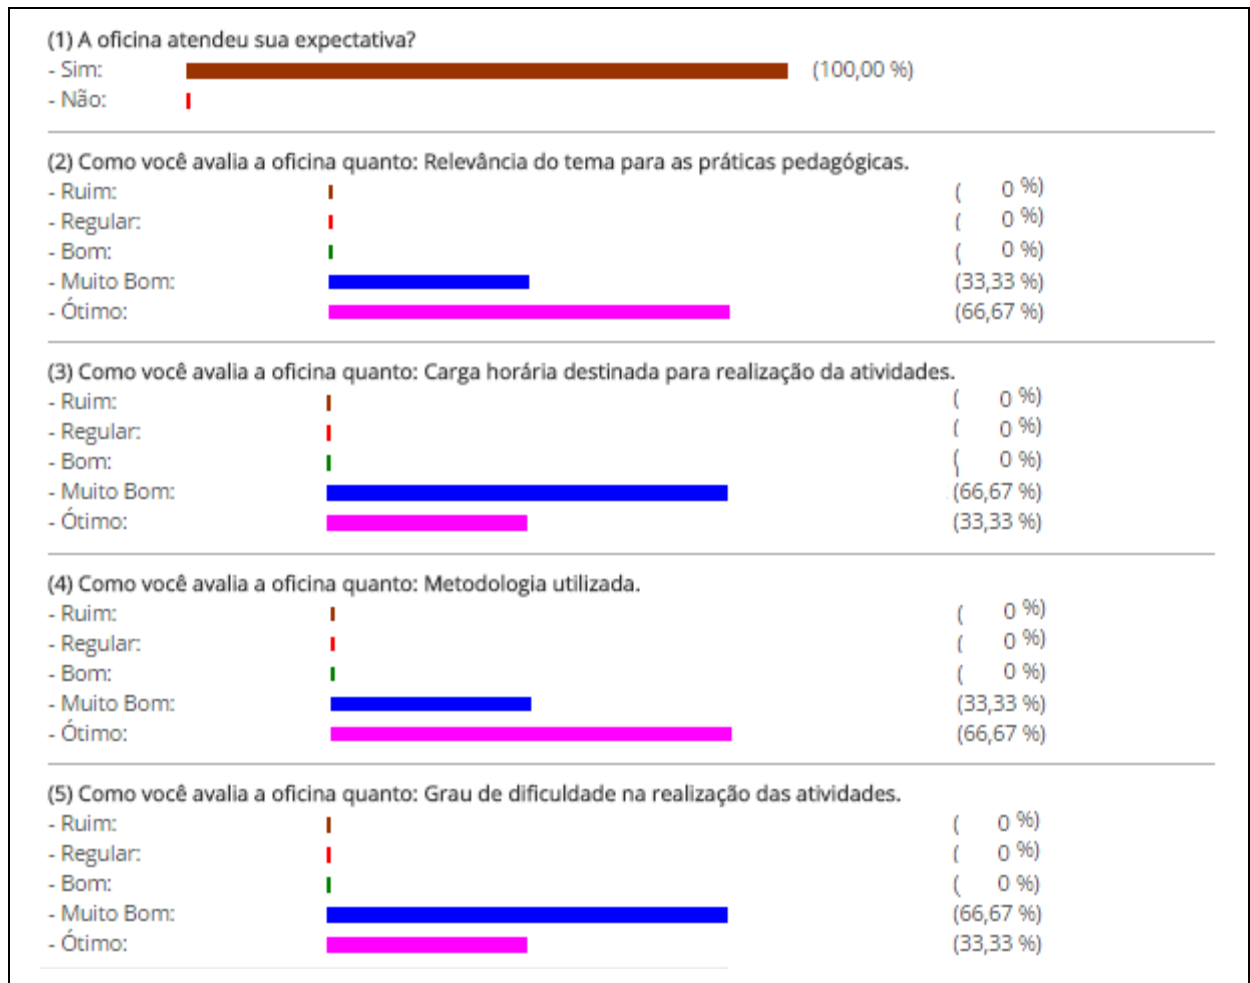 (1) A oficina atendeu sua expectativa?
- Sim: (100,00 %)
- Não:
(2) Como você avalia a oficina quanto: Relevância do tema para as práticas pedagógicas.
- Ruim: ( 0 %)
- Regular: ( 0 %)
- Bom: ( 0 %)
- Muito Bom: (33,33 %)
- Ótimo: (66,67 %)
(3) Como você avalia a oficina quanto: Carga horária destinada para realização da atividades.
- Ruim: ( 0 %)
- Regular: ( 0 %)
- Bom: ( 0 %)
- Muito Bom: (66,67 %)
- Ótimo: (33,33 %)
(4) Como você avalia a oficina quanto: Metodologia utilizada.
- Ruim: ( 0 %)
- Regular: ( 0 %)
- Bom: ( 0 %)
- Muito Bom: (33,33 %)
- Ótimo: (66,67 %)
(5) Como você avalia a oficina quanto: Grau de dificuldade na realização das atividades.
- Ruim: ( 0 %)
- Regular: ( 0 %)
- Bom: ( 0 %)
- Muito Bom: (66,67 %)
- Ótimo: (33,33 %)